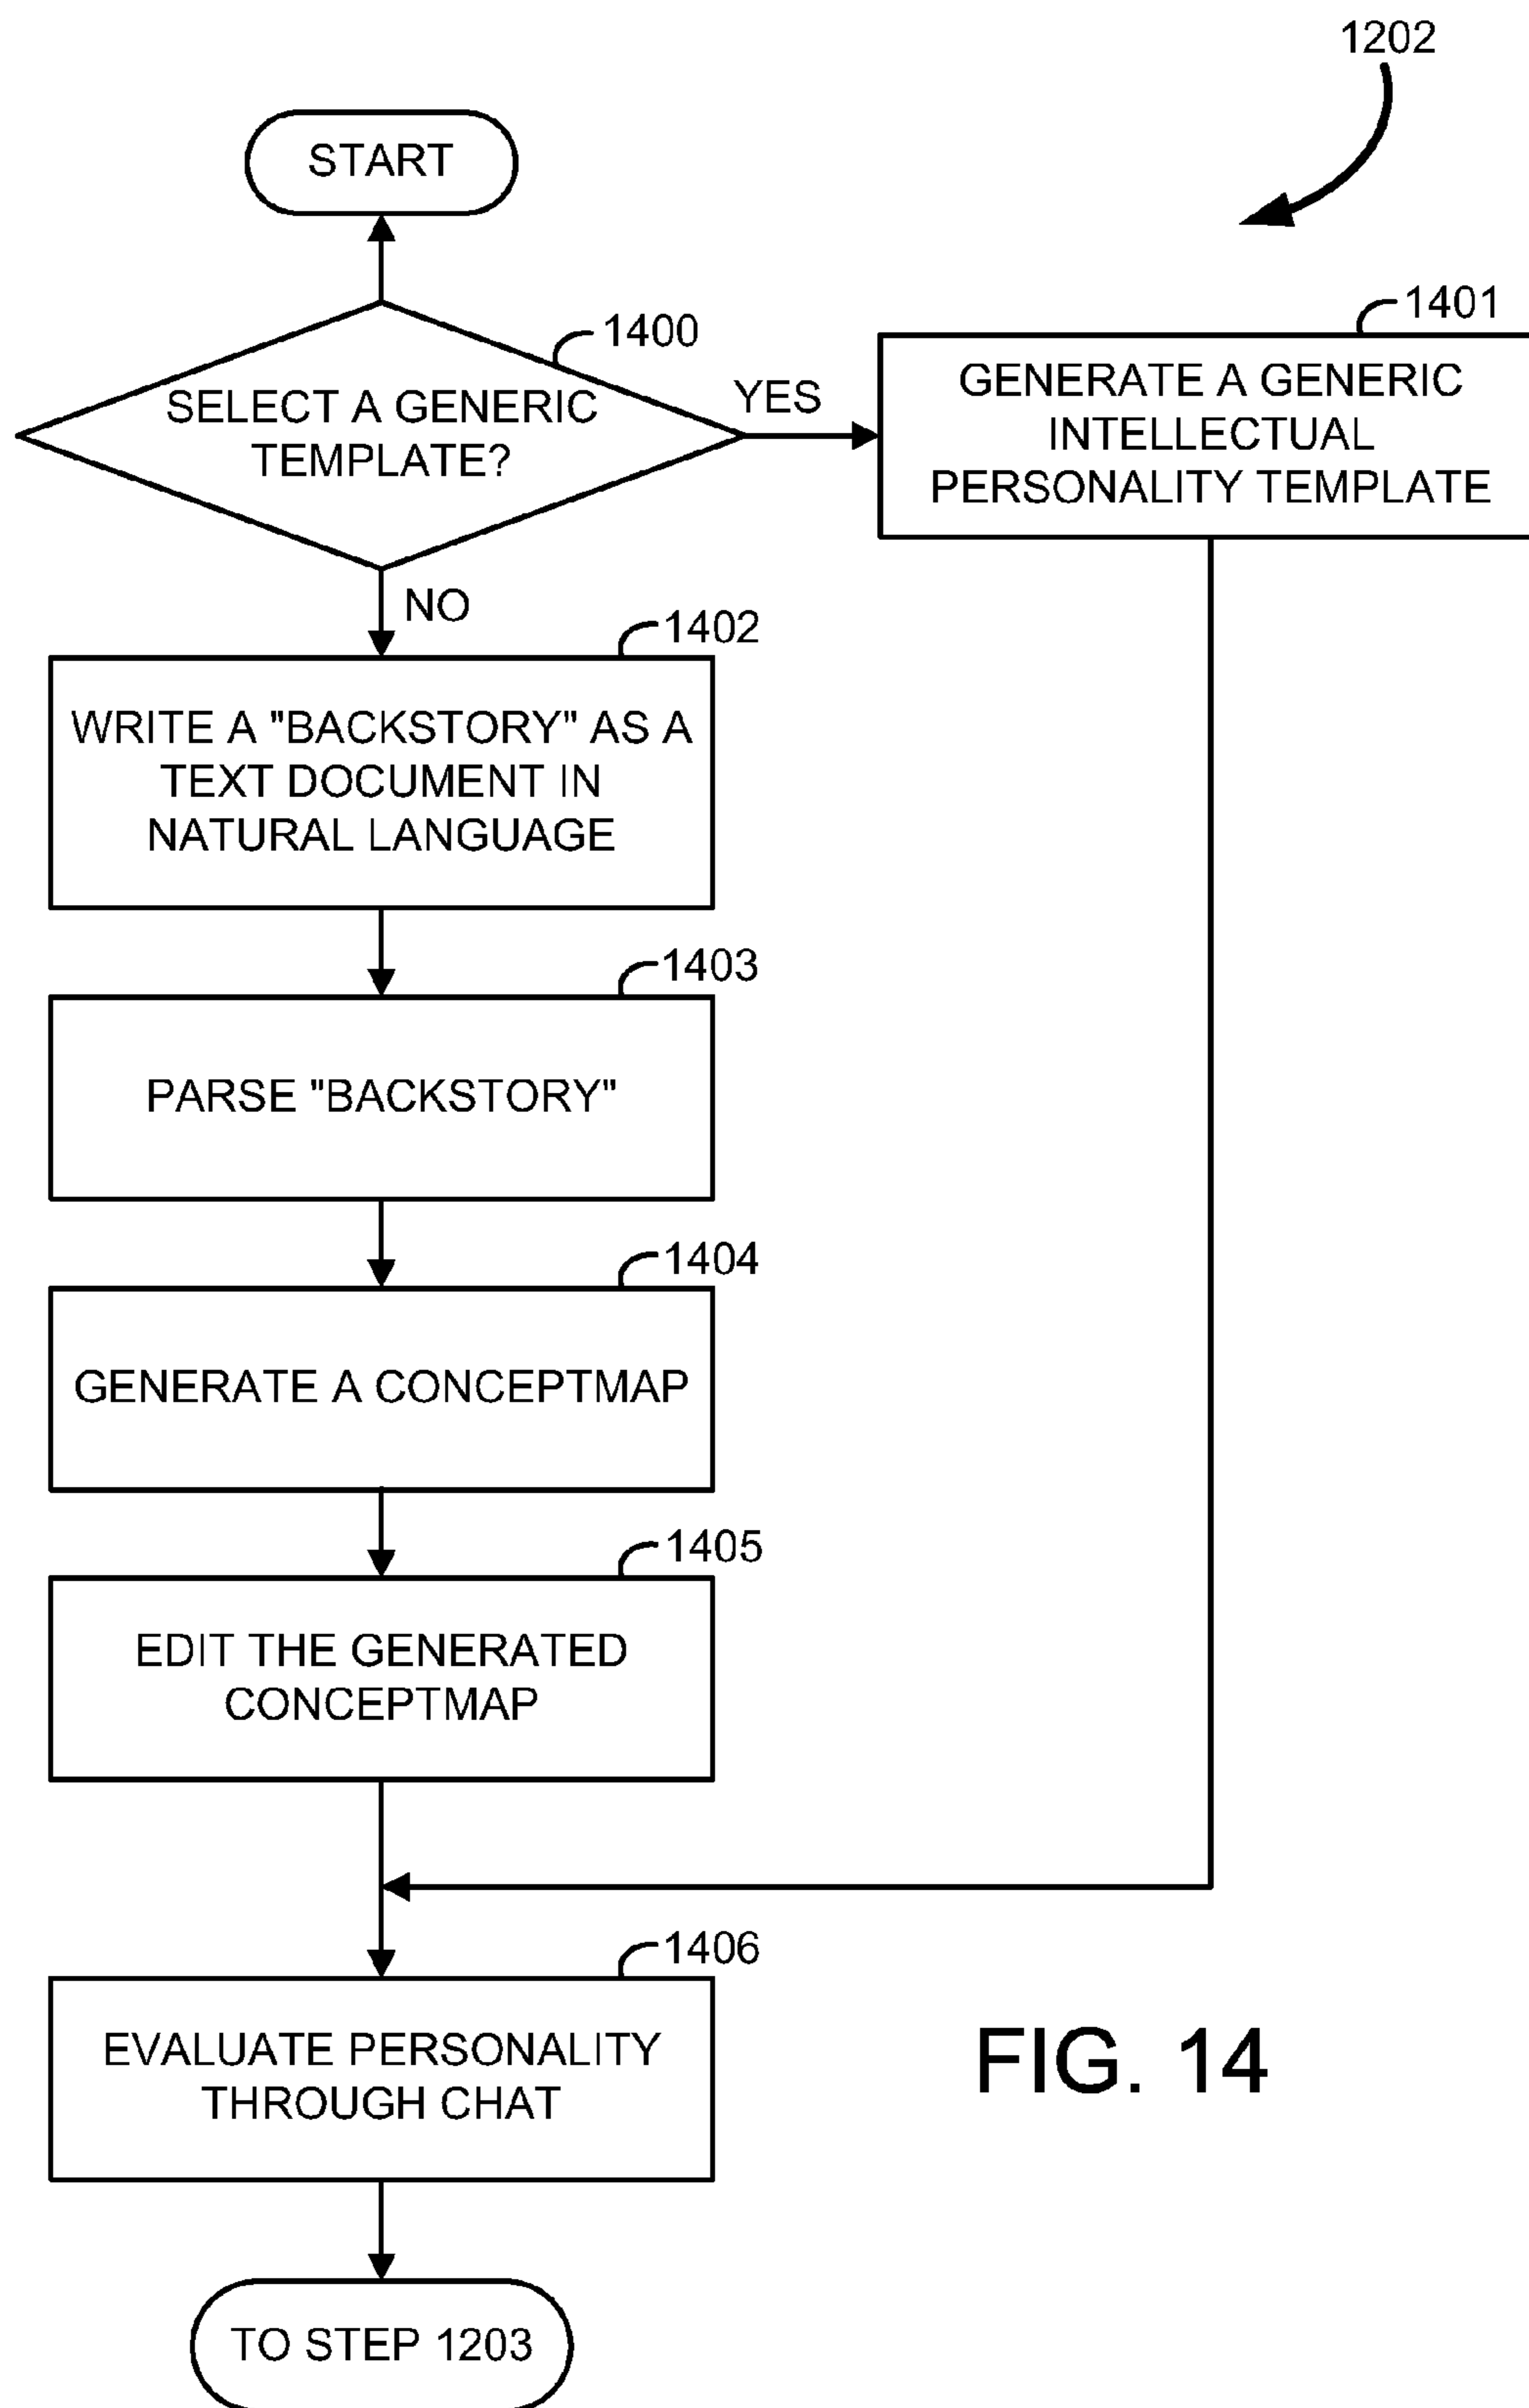 1202
START
1400
SELECT A GENERIC
TEMPLATE?
YES
1401
GENERATE A GENERIC
INTELLECTUAL
PERSONALITY TEMPLATE
NO
1402
WRITE A "BACKSTORY" AS A
TEXT DOCUMENT IN
NATURAL LANGUAGE
1403
PARSE "BACKSTORY"
1404
GENERATE A CONCEPTMAP
1405
EDIT THE GENERATED
CONCEPTMAP
1406
EVALUATE PERSONALITY
THROUGH CHAT
FIG. 14
TO STEP 1203